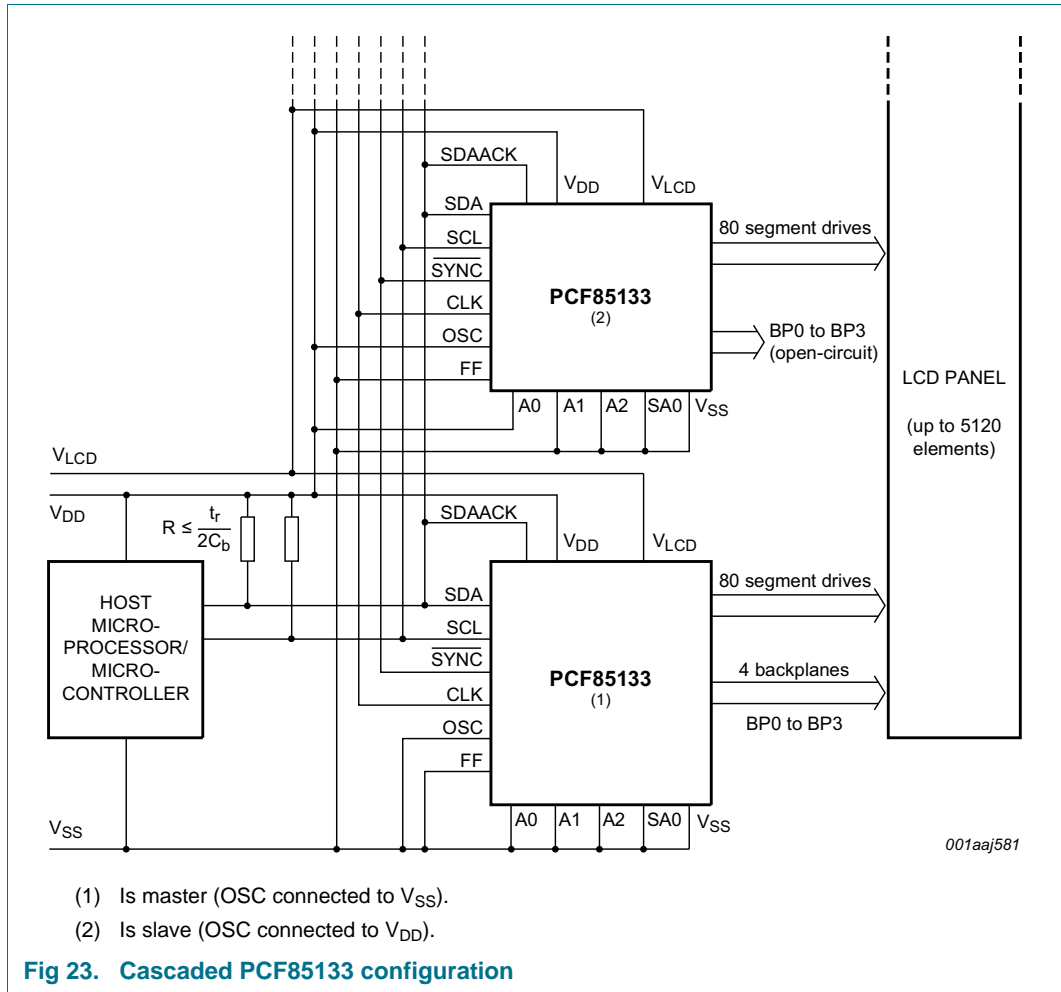 SDAACK
VDD
VLCD
SDA
SCL
SYNC
CLK
OSC
FF
PCF85133
(2)
80 segment drives
BP0 to BP3
(open-circuit)
A0 A1 A2 SA0 VSS
LCD PANEL
(up to 5120
elements)
VLCD
VDD
R ≤ tr
2Cb
HOST
MICRO-
PROCESSOR/
MICRO-
CONTROLLER
SDAACK
VDD
VLCD
SDA
SCL
SYNC
CLK
OSC
FF
PCF85133
(1)
80 segment drives
4 backplanes
BP0 to BP3
A0 A1 A2 SA0 VSS
VSS
001aaj581
(1) Is master (OSC connected to VSS).
(2) Is slave (OSC connected to VDD).
Fig 23. Cascaded PCF85133 configuration